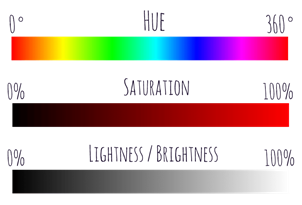 0° Hue 360°
0% Saturation 100%
0% Lightness / Brightness 100%